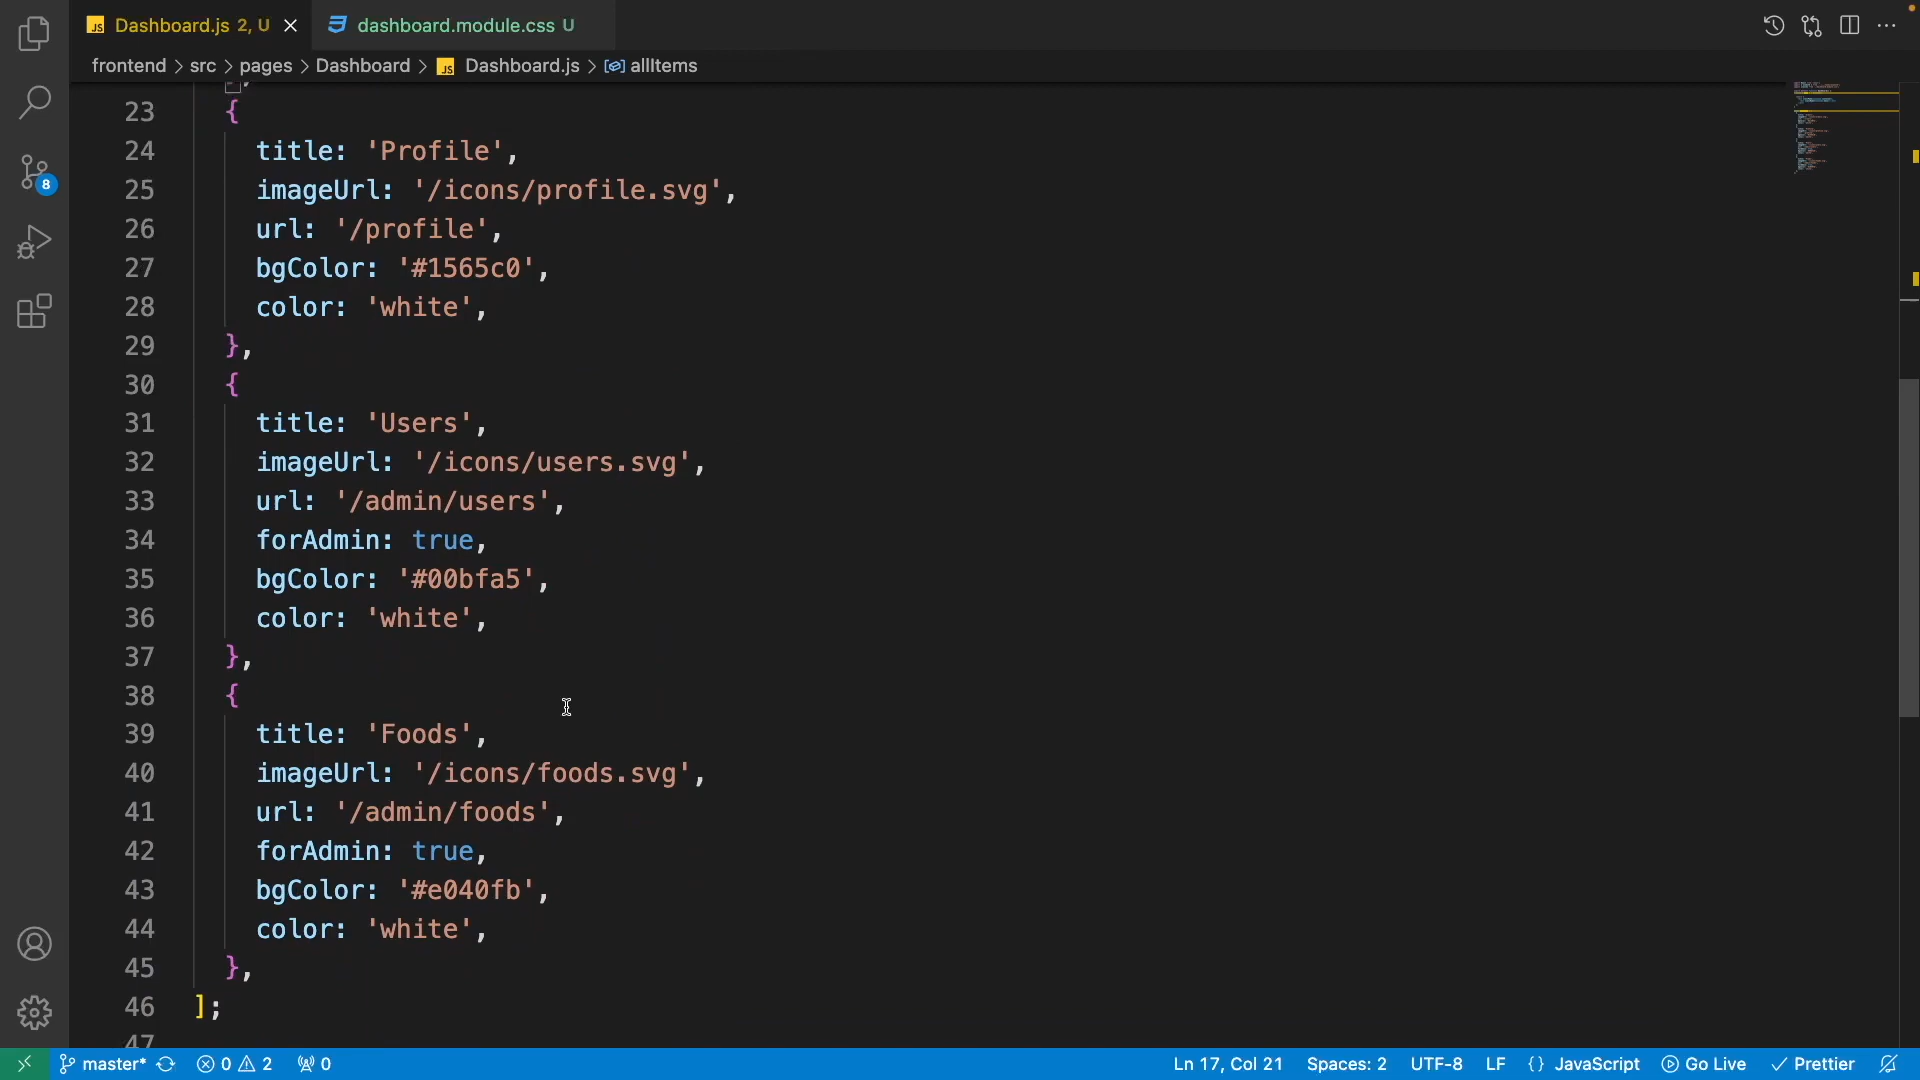 Dashboard.js 2, U
dashboard.module.css U
frontend > src > pages > Dashboard > Dashboard.js > allItems
23 {
24 title: 'Profile',
25 imageUrl: '/icons/profile.svg',
26 url: '/profile',
27 bgColor: '#1565c0',
28 color: 'white',
29 },
30 {
31 title: 'Users',
32 imageUrl: '/icons/users.svg',
33 url: '/admin/users',
34 forAdmin: true,
35 bgColor: '#00bfa5',
36 color: 'white',
37 },
38 {
39 title: 'Foods',
40 imageUrl: '/icons/foods.svg',
41 url: '/admin/foods',
42 forAdmin: true,
43 bgColor: '#e040fb',
44 color: 'white',
45 },
46 ];
47
8
master* 0 2 0 Ln 17, Col 21 Spaces: 2 UTF-8 LF {} JavaScript Go Live Prettier